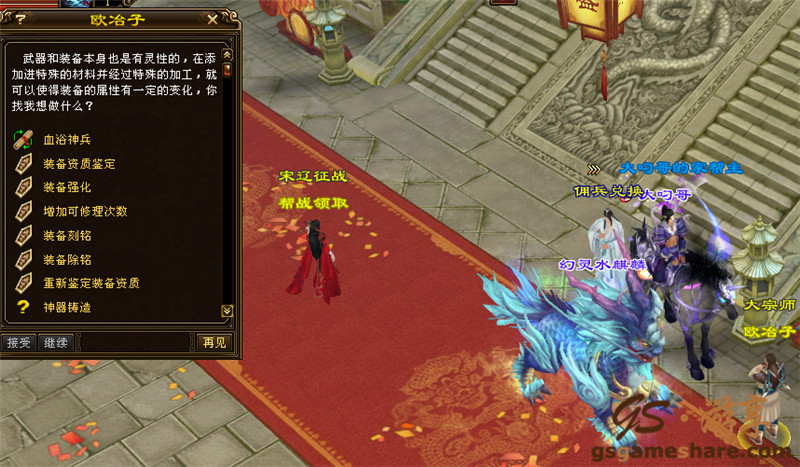 欧冶子
武器和装备本身也是有灵性的，在添
加进特殊的材料并经过特殊的加工，就
可以使得装备的属性有一定的变化，你
找我想做什么？
血浴神兵
装备资质鉴定
装备强化
增加可修理次数
装备刻铭
装备除铭
重新鉴定装备资质
神器铸造
接受
继续
再见
宋辽征战
帮战领取
大叼哥的家帮主
佣兵兑换
大叼哥
幻灵水麒麟
大宗师
欧冶子
GS
gsgameshare.com